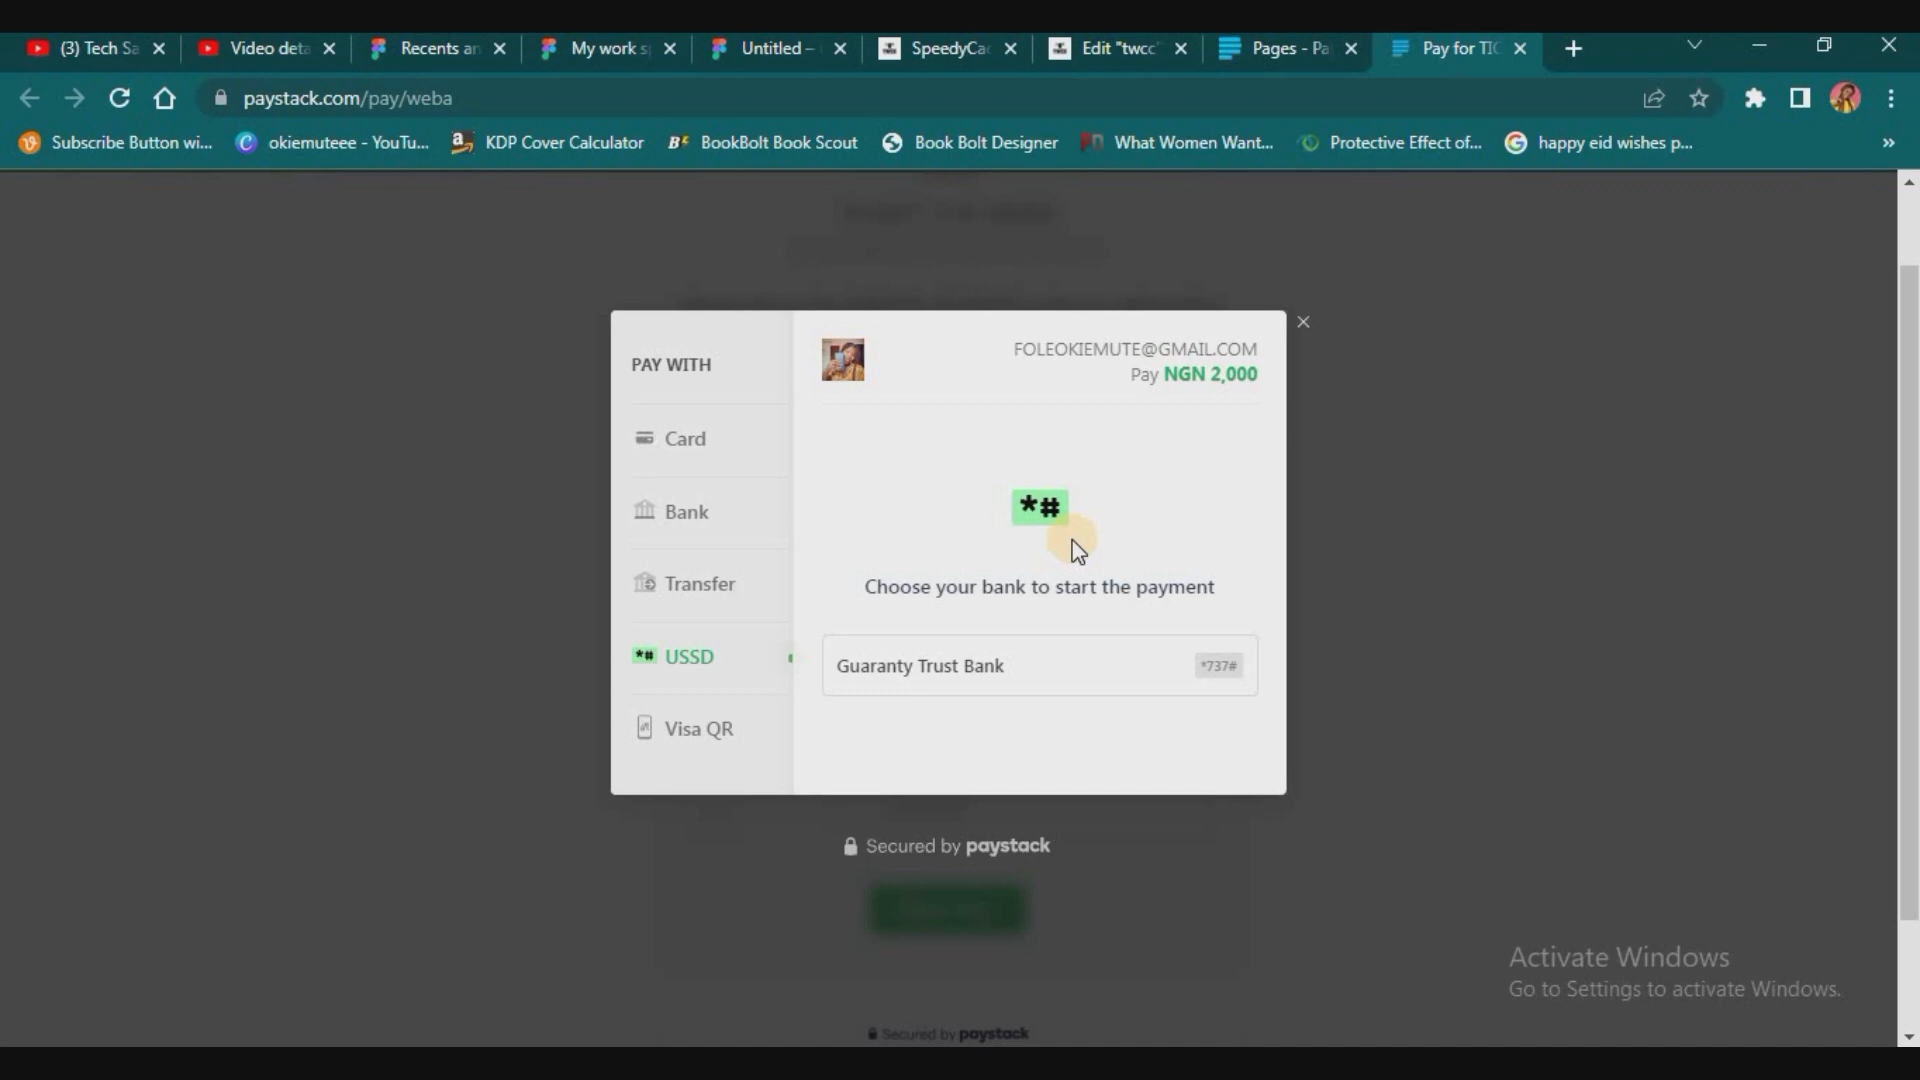 (3) Tech Sa
Video deta
Recents an
My work s
Untitled –
SpeedyCac
Edit "twcc"
Pages - Pa
Pay for TIC
paystack.com/pay/weba
Subscribe Button wi...
okiemuteee - YouTu...
KDP Cover Calculator
BookBolt Book Scout
Book Bolt Designer
What Women Want...
Protective Effect of...
happy eid wishes p...
»
PAY WITH
Card
Bank
Transfer
*# USSD
Visa QR
FOLEOKIEMUTE@GMAIL.COM
Pay NGN 2,000
*#
Choose your bank to start the payment
Guaranty Trust Bank *737#
Secured by paystack
Activate Windows
Go to Settings to activate Windows.
Secured by paystack